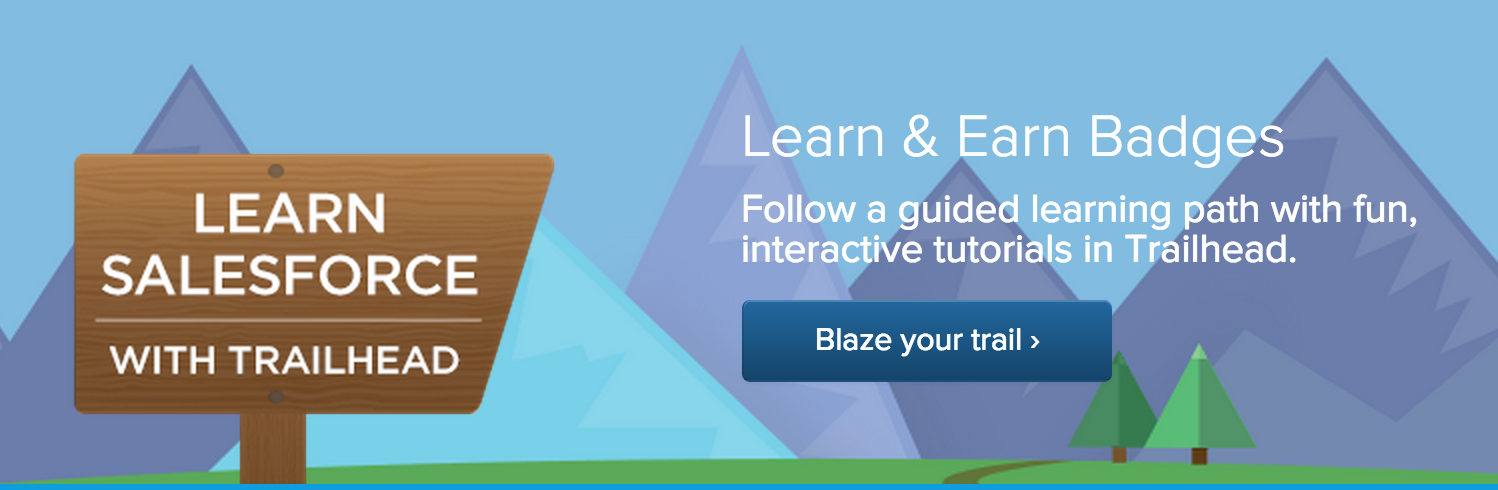 LEARN
SALESFORCE
WITH TRAILHEAD
Learn & Earn Badges
Follow a guided learning path with fun,
interactive tutorials in Trailhead.
Blaze your trail ›